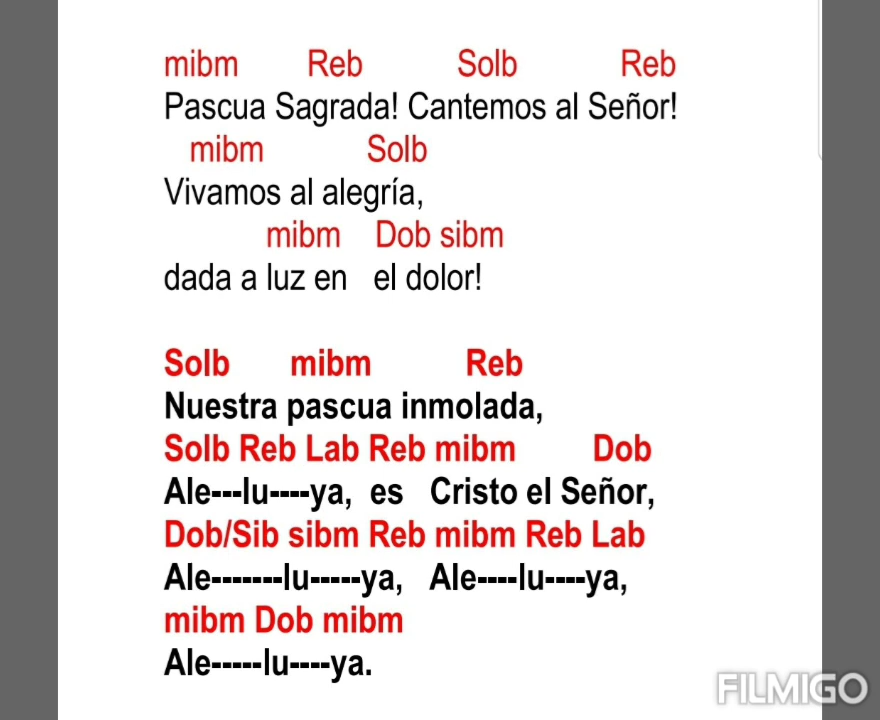 mibm Reb Solb Reb
Pascua Sagrada! Cantemos al Señor!
mibm Solb
Vivamos al alegría,
mibm Dob sibm
dada a luz en el dolor!
Solb mibm Reb
Nuestra pascua inmolada,
Solb Reb Lab Reb mibm Dob
Ale---lu----ya, es Cristo el Señor,
Dob/Sib sibm Reb mibm Reb Lab
Ale-------lu-----ya, Ale----lu----ya,
mibm Dob mibm
Ale-----lu----ya.
FILMIGO